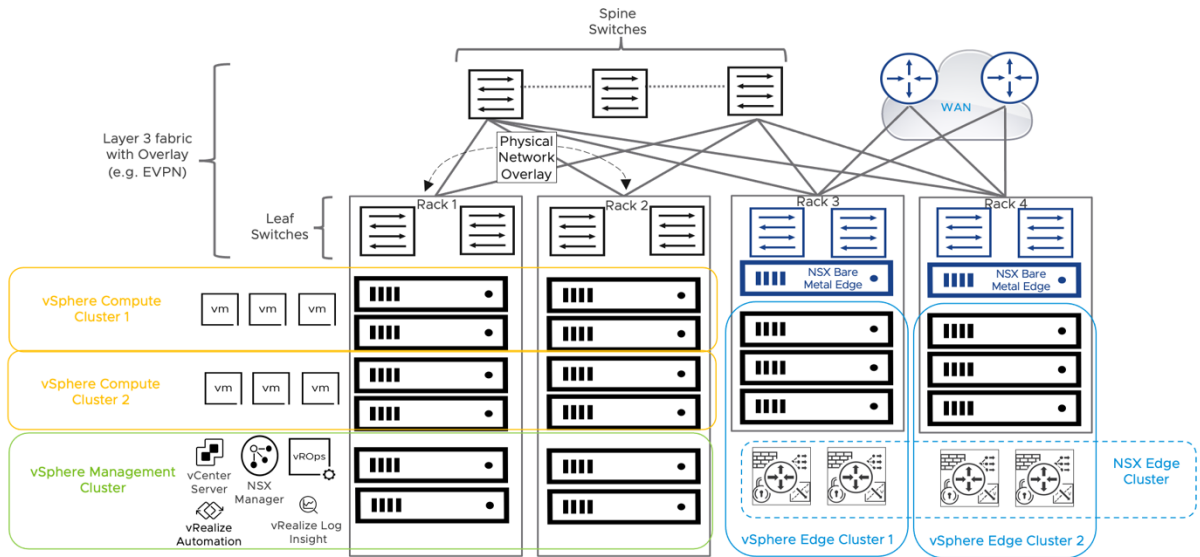 Spine
Switches
WAN
Layer 3 fabric
with Overlay
(e.g. EVPN)
Physical
Network
Overlay
Leaf
Switches
Rack 1
Rack 2
Rack 3
Rack 4
NSX Bare
Metal Edge
NSX Bare
Metal Edge
vSphere Compute
Cluster 1
vm
vm
vm
vSphere Compute
Cluster 2
vm
vm
vm
vSphere Management
Cluster
vCenter
Server
NSX
Manager
vROps
vRealize
Automation
vRealize Log
Insight
NSX Edge
Cluster
vSphere Edge Cluster 1
vSphere Edge Cluster 2